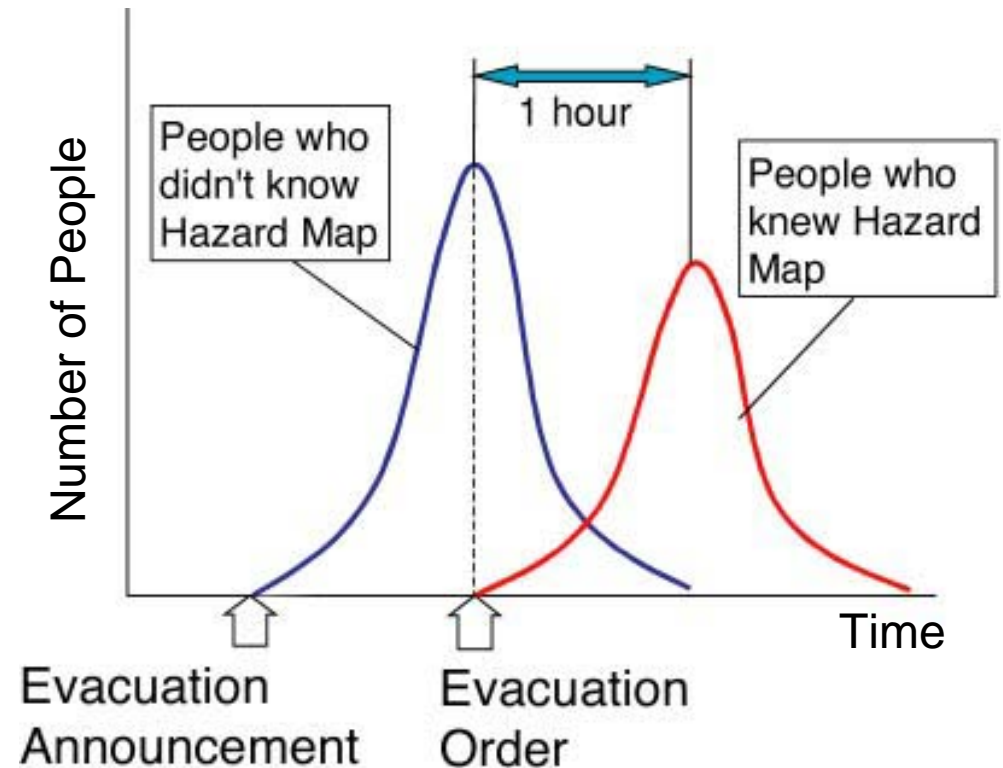 1 hour
People who
didn't know
Hazard Map
People who
knew Hazard
Map
Number of People
Time
Evacuation
Announcement
Evacuation
Order